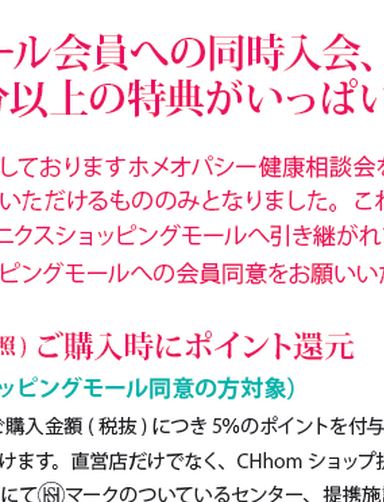 ール会員への同時入会、
分以上の特典がいっぱい
しておりますホメオパシー健康相談会を
いただけるもののみとなりました。これ
ニクスショッピングモールへ引き継がれ
ピングモールへの会員同意をお願いいた
照 ) ご購入時にポイント還元
ッピングモール同意の方対象）
ご購入金額 ( 税抜 ) につき 5%のポイントを付与
けます。直営店だけでなく、CHhom ショップ扱
にてマークのついているセンター、提携施設